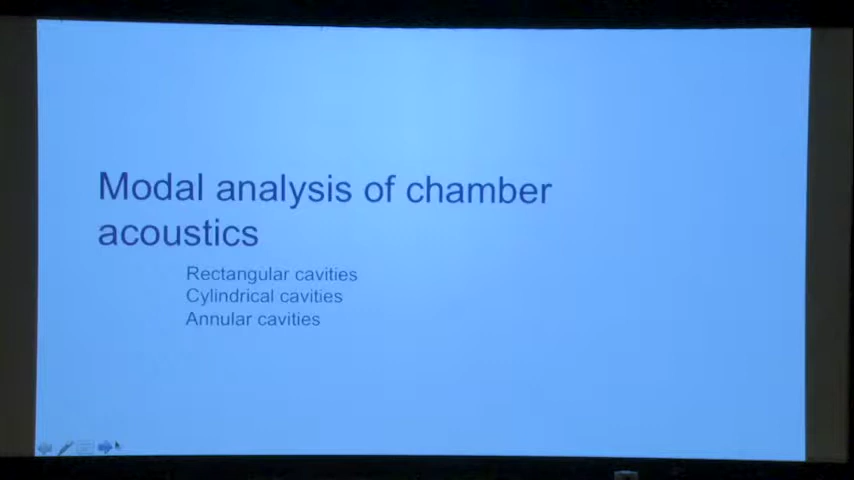 Modal analysis of chamber
acoustics
Rectangular cavities
Cylindrical cavities
Annular cavities